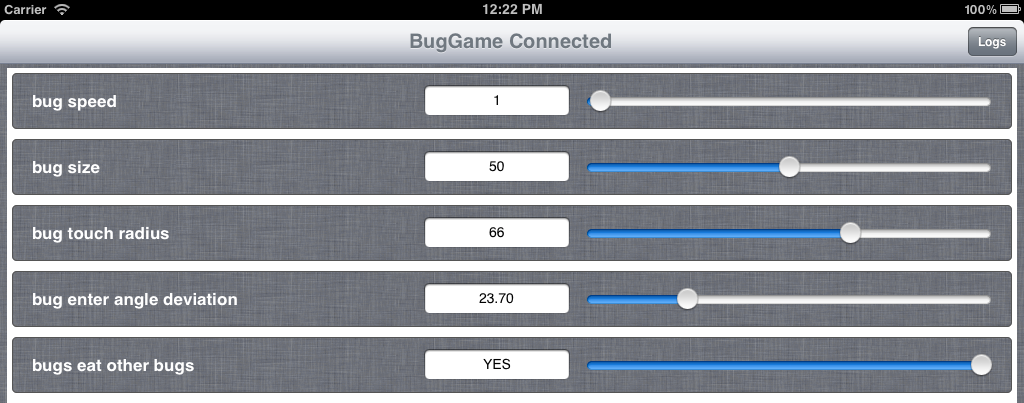 Carrier 12:22 PM 100%
BugGame Connected Logs
bug speed 1
bug size 50
bug touch radius 66
bug enter angle deviation 23.70
bugs eat other bugs YES